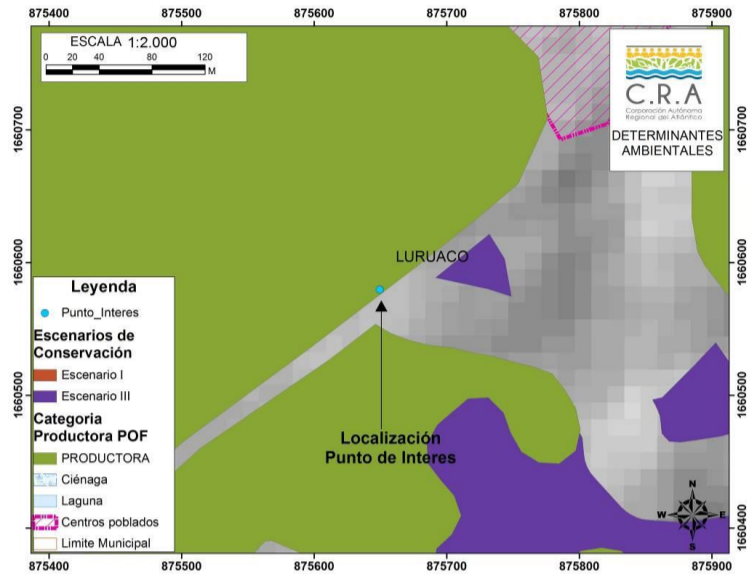 875400 875500 875600 875700 875800 875900
ESCALA 1:2.000
0 20 40 80 120
M
C.R.A
Corporación Autónoma
Regional del Atlántico
DETERMINANTES
AMBIENTALES
1660700 1660700
LURUACO
1660600 1660600
Leyenda
Punto_Interes
Escenarios de
Conservación
Escenario I
Escenario III
Categoria
Productora POF
PRODUCTORA
Ciénaga
Laguna
Centros poblados
Limite Municipal
1660500 1660500
Localización
Punto de Interes
N
W E
S
1660400
875400 875500 875600 875700 875800 875900